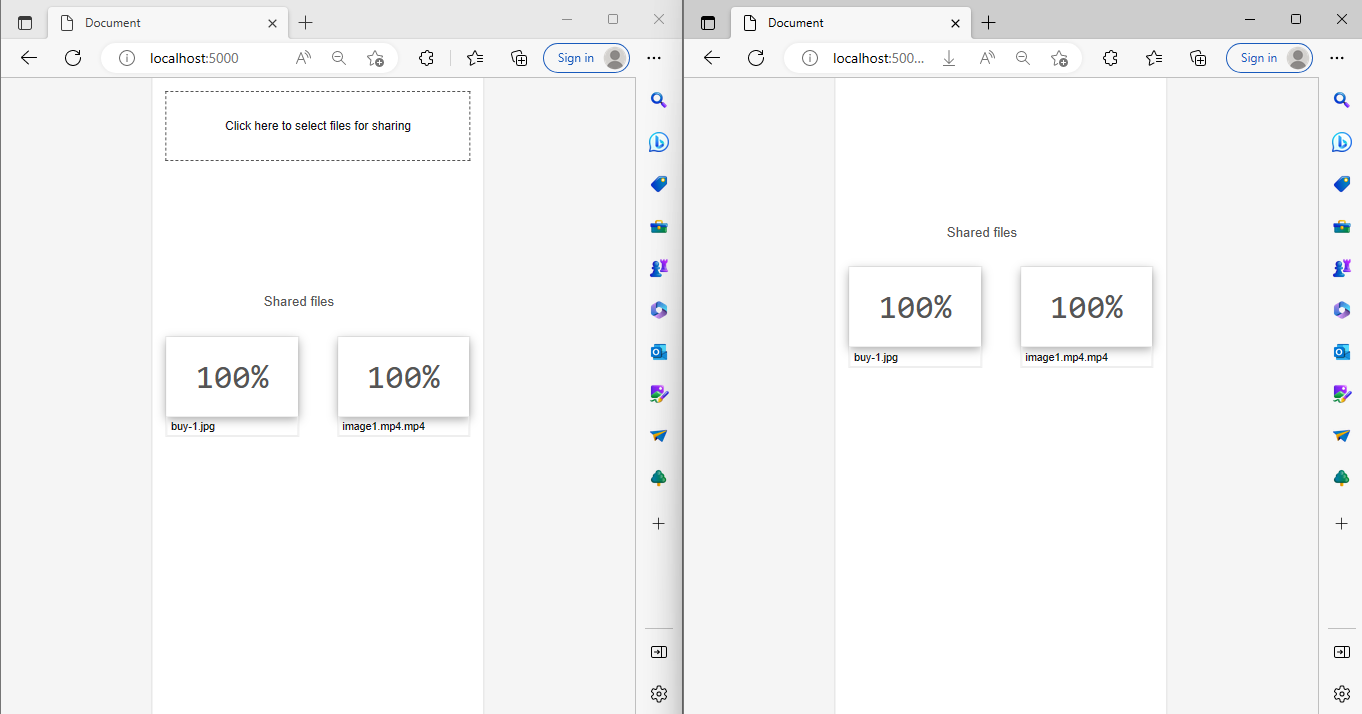 Document
localhost:5000
Sign in
Click here to select files for sharing
Shared files
100%
100%
buy-1.jpg
image1.mp4.mp4
Document
localhost:500...
Sign in
Shared files
100%
100%
buy-1.jpg
image1.mp4.mp4